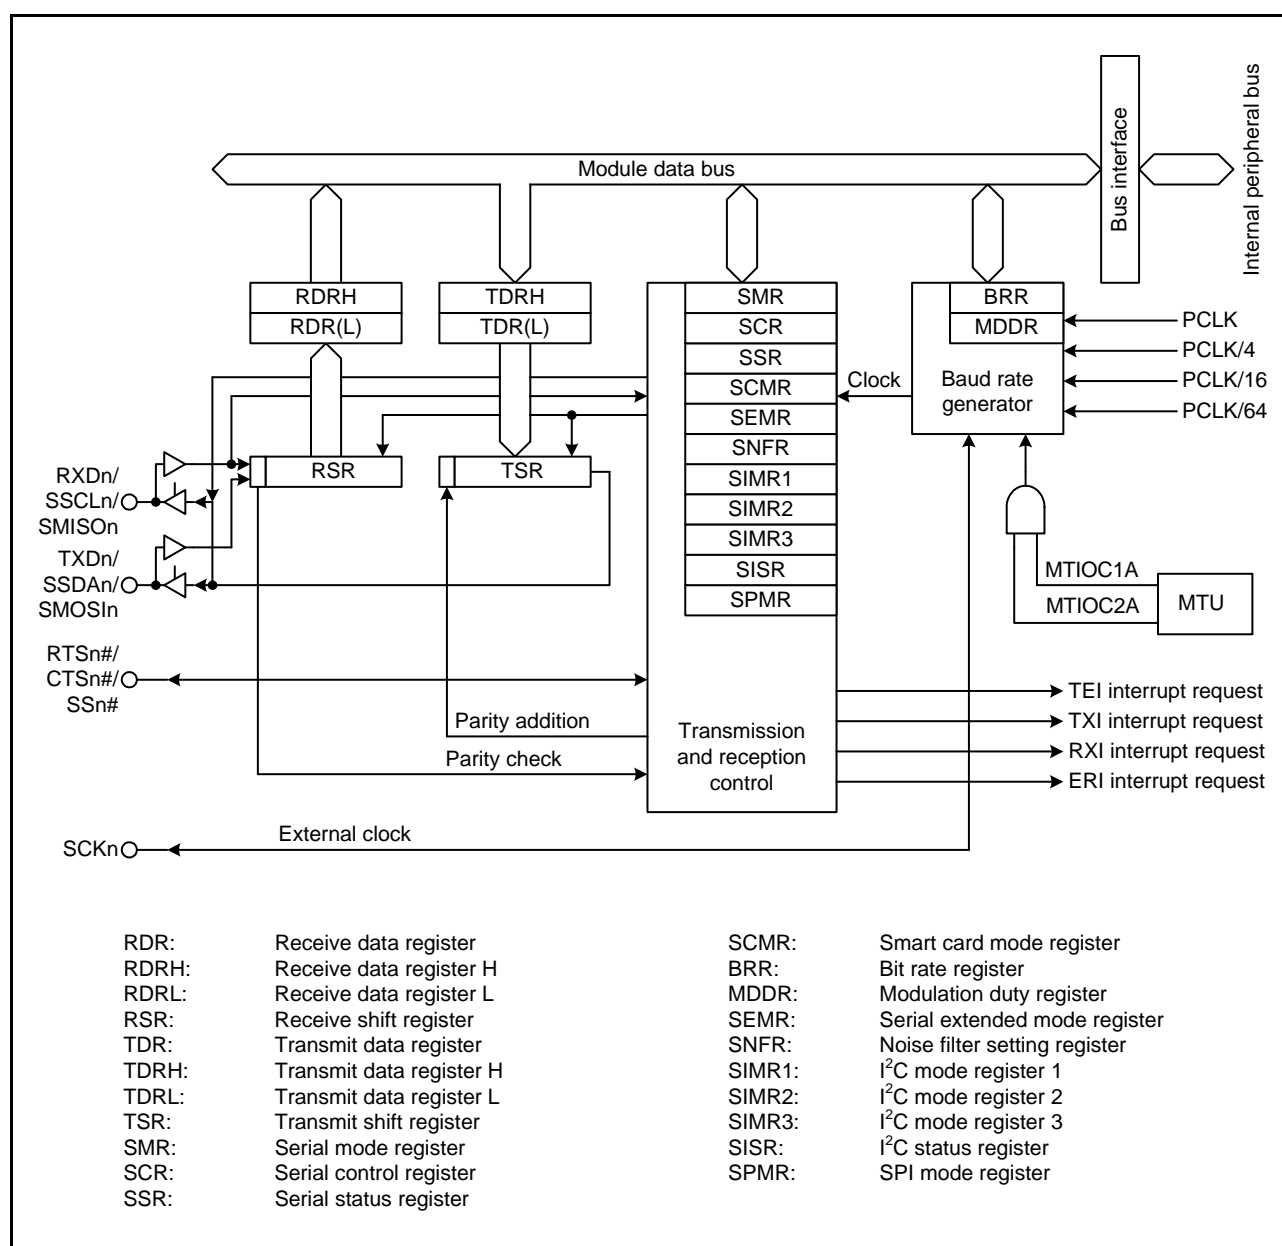 Module data bus
Bus interface
Internal peripheral bus
RDRH
RDR(L)
TDRH
TDR(L)
SMR
SCR
SSR
SCMR
SEMR
SNFR
SIMR1
SIMR2
SIMR3
SISR
SPMR
Transmission
and reception
control
BRR
MDDR
Baud rate
generator
Clock
PCLK
PCLK/4
PCLK/16
PCLK/64
RSR
TSR
RXDn/
SSCLn/
SMISOn
TXDn/
SSDAn/
SMOSIn
RTSn#/
CTSn#/
SSn#
MTIOC1A
MTIOC2A
MTU
Parity addition
Parity check
TEI interrupt request
TXI interrupt request
RXI interrupt request
ERI interrupt request
SCKn
External clock
RDR: Receive data register
RDRH: Receive data register H
RDRL: Receive data register L
RSR: Receive shift register
TDR: Transmit data register
TDRH: Transmit data register H
TDRL: Transmit data register L
TSR: Transmit shift register
SMR: Serial mode register
SCR: Serial control register
SSR: Serial status register
SCMR: Smart card mode register
BRR: Bit rate register
MDDR: Modulation duty register
SEMR: Serial extended mode register
SNFR: Noise filter setting register
SIMR1: I²C mode register 1
SIMR2: I²C mode register 2
SIMR3: I²C mode register 3
SISR: I²C status register
SPMR: SPI mode register